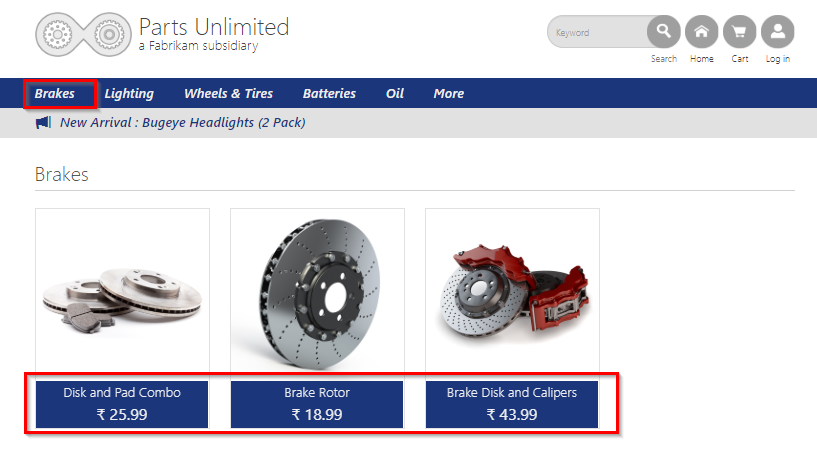 Parts Unlimited
a Fabrikam subsidiary
Keyword
Search Home Cart Log in
Brakes Lighting Wheels & Tires Batteries Oil More
New Arrival : Bugeye Headlights (2 Pack)
Brakes
Disk and Pad Combo
₹ 25.99
Brake Rotor
₹ 18.99
Brake Disk and Calipers
₹ 43.99